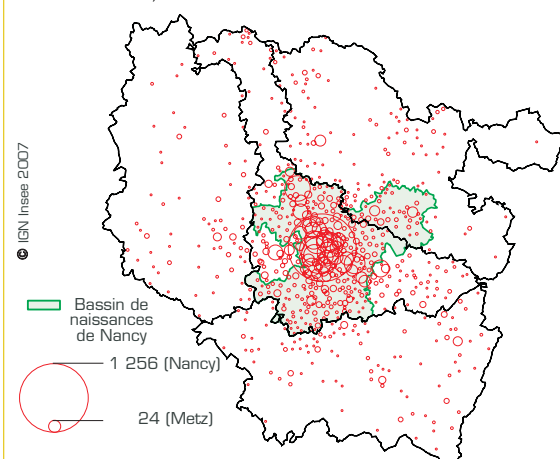 © IGN Insee 2007
Bassin de
naissances
de Nancy
1 256 (Nancy)
24 (Metz)